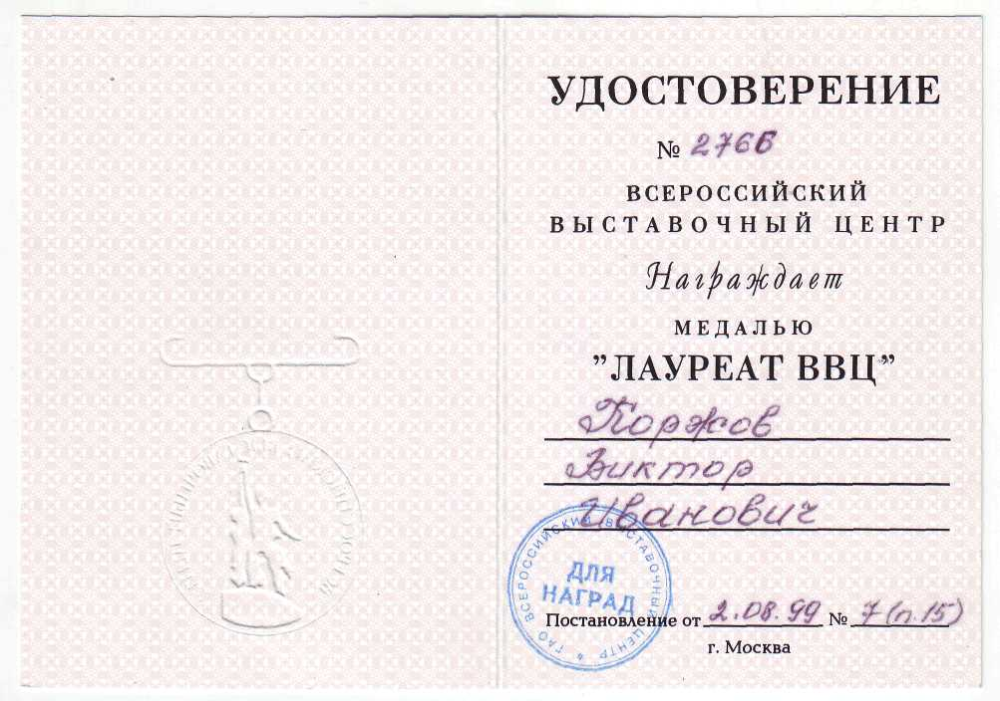 УДОСТОВЕРЕНИЕ
№ 2766
ВСЕРОССИЙСКИЙ
ВЫСТАВОЧНЫЙ ЦЕНТР
Награждает
МЕДАЛЬЮ
"ЛАУРЕАТ ВВЦ"
Коржов
Виктор
Иванович
ГАО ВСЕРОССИЙСКИЙ ВЫСТАВОЧНЫЙ ЦЕНТР
ДЛЯ
НАГРАД
Постановление от 2.08.99 № 7 (п.15)
г. Москва